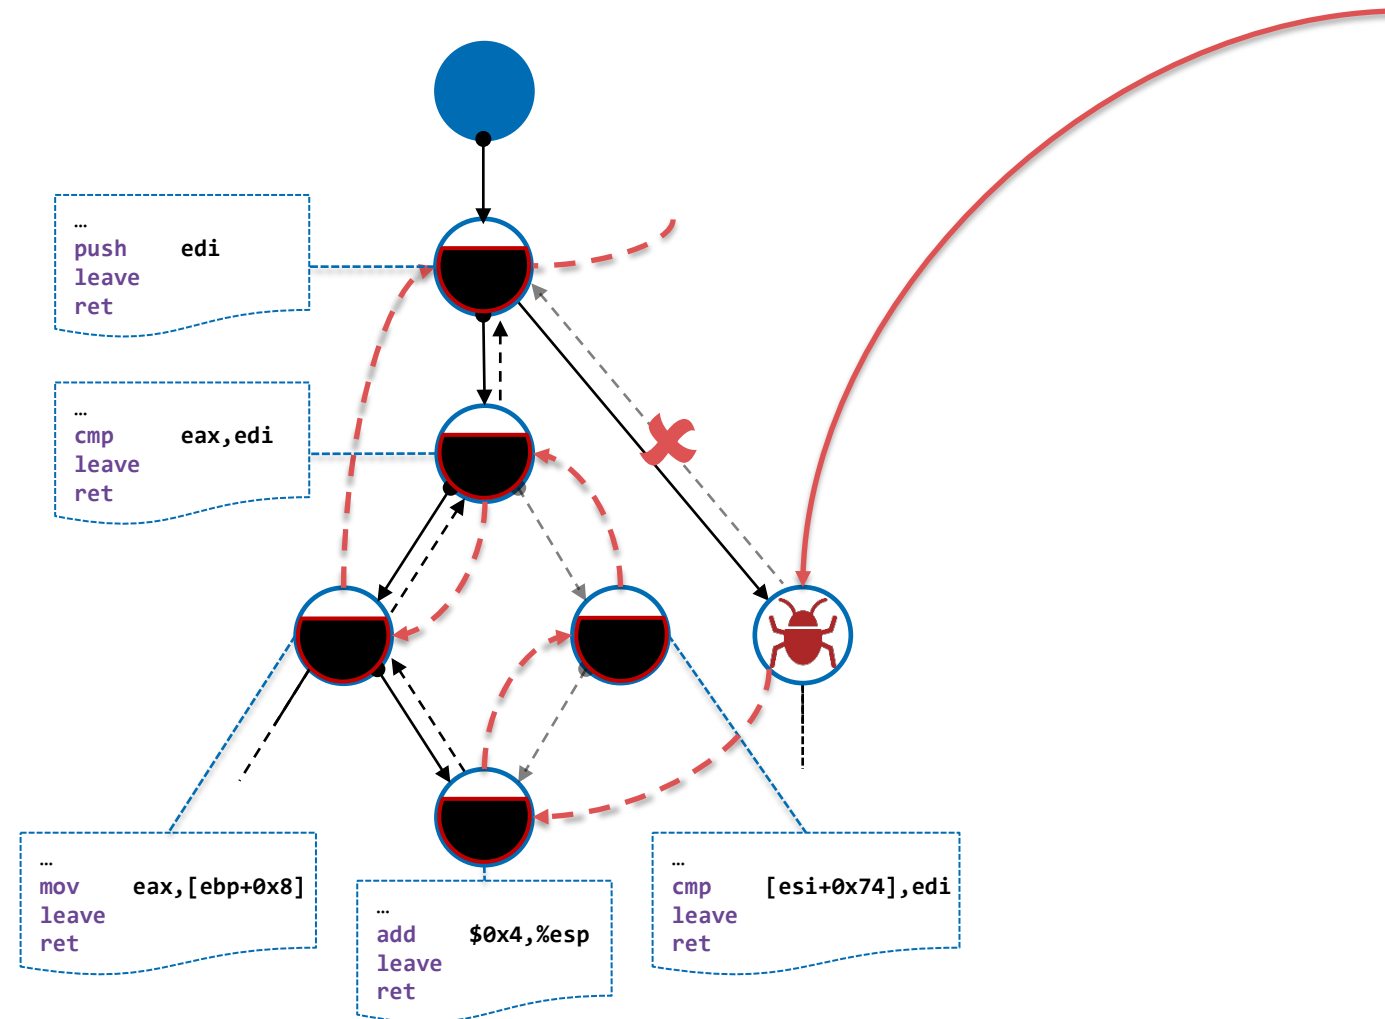 …
push edi
leave
ret
…
cmp eax,edi
leave
ret
…
mov eax,[ebp+0x8]
leave
ret
…
add $0x4,%esp
leave
ret
…
cmp [esi+0x74],edi
leave
ret